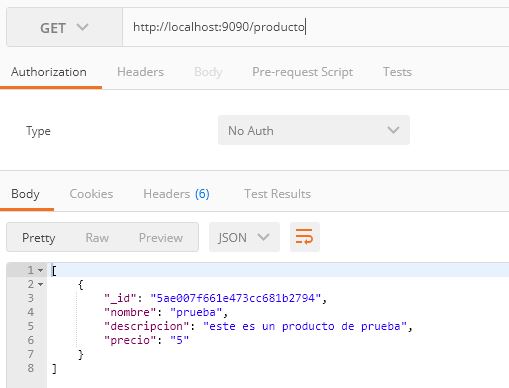 GET http://localhost:9090/producto
Authorization Headers Body Pre-request Script Tests
Type No Auth
Body Cookies Headers (6) Test Results
Pretty Raw Preview JSON
1 [
2 {
3 "_id": "5ae007f661e473cc681b2794",
4 "nombre": "prueba",
5 "descripcion": "este es un producto de prueba",
6 "precio": "5"
7 }
8 ]